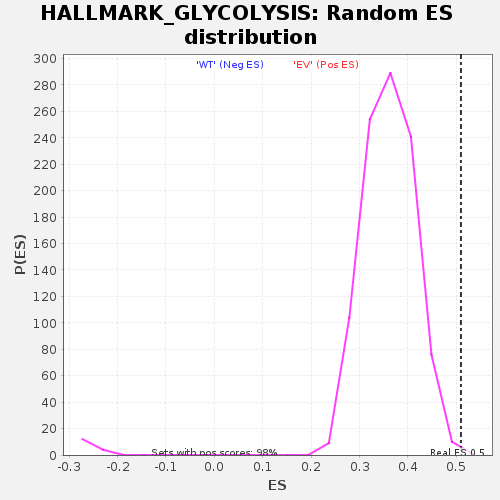 HALLMARK_GLYCOLYSIS: Random ES
distribution
'WT' (Neg ES) 'EV' (Pos ES)
300
280
260
240
220
200
180
160
140
120
100
80
60
40
20
0
P(ES)
Sets with pos scores: 98%
Real ES 0.5
-0.3 -0.2 -0.1 0.0 0.1 0.2 0.3 0.4 0.5
ES